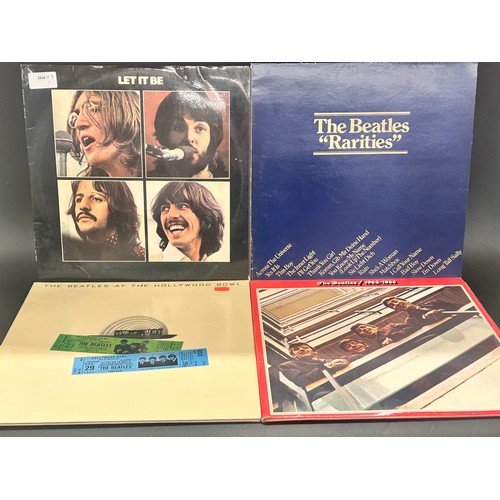 LET IT BE
The Beatles
"Rarities"
Across The Universe
Yes It Is
This Boy
The Inner Light
I'll Get You
Thank You Girl
Komm Gib Mir Deine Hand
You Know My Name
(Look Up The Number)
Sie Liebt Dich
Rain
She's A Woman
Matchbox
I Call Your Name
Bad Boy
Slow Down
I'm Down
Long Tall Sally
THE BEATLES AT THE HOLLYWOOD BOWL
THE BEATLES
29
THE BEATLES
The Beatles / 1962-1966